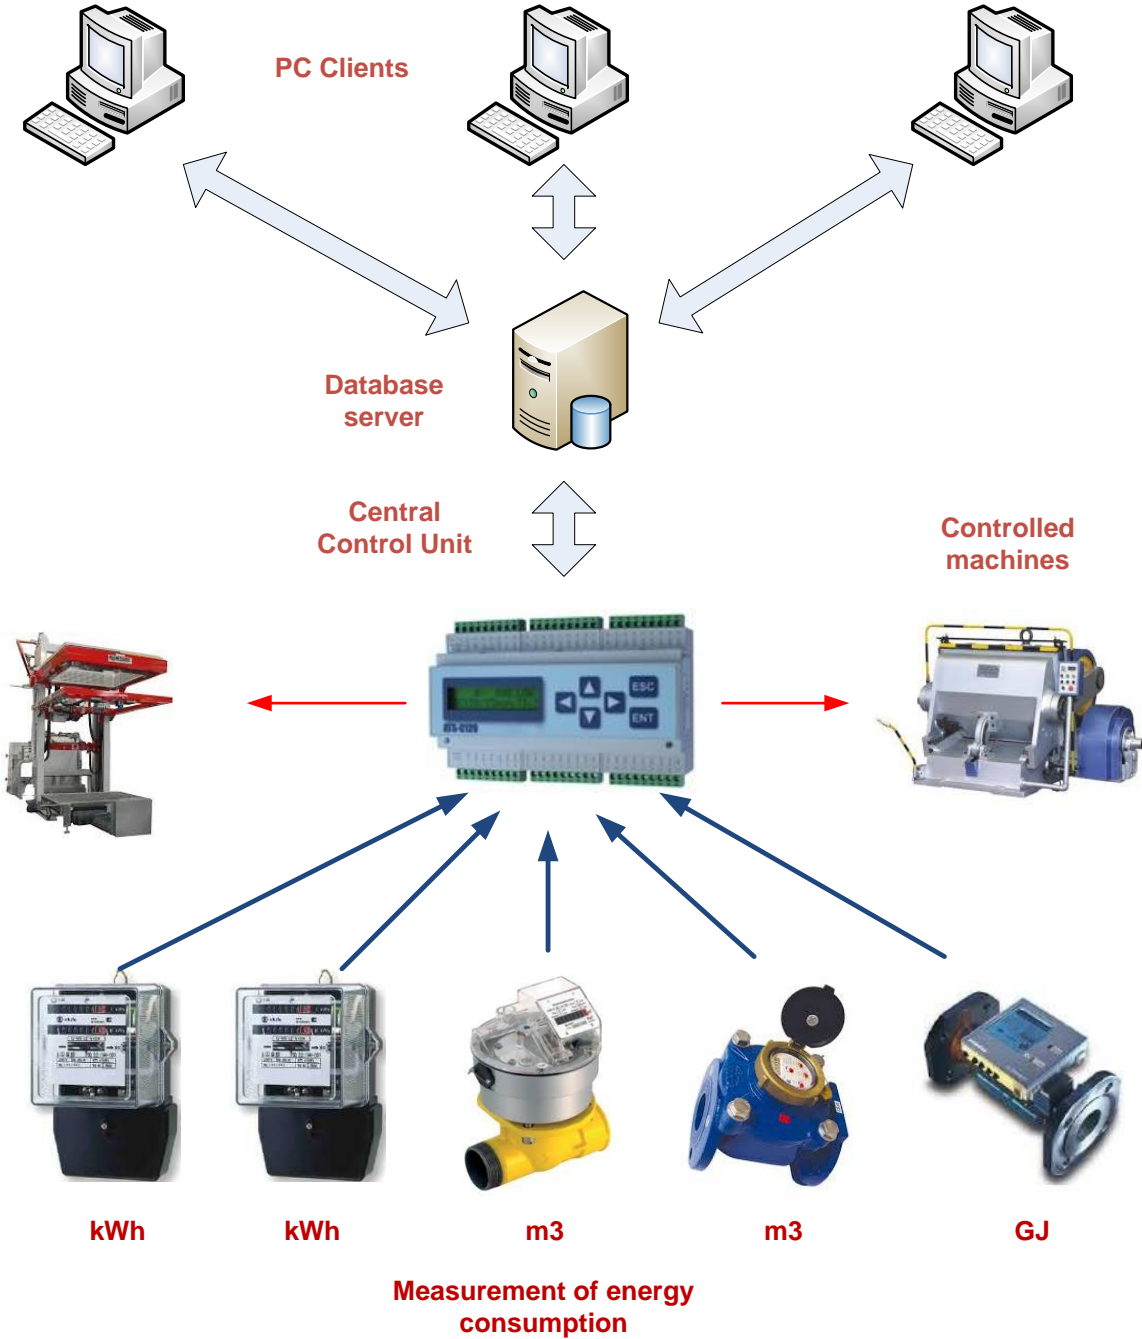 PC Clients
Database
server
Central
Control Unit
Controlled
machines
ESC
ENT
kWh
kWh
m3
m3
GJ
Measurement of energy
consumption